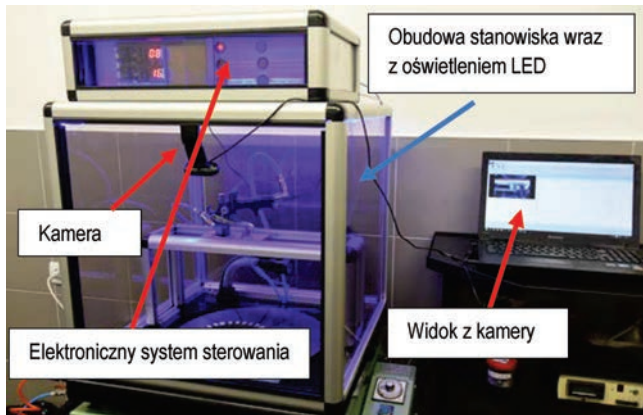 Obudowa stanowiska wraz
z oświetleniem LED
Kamera
Elektroniczny system sterowania
Widok z kamery